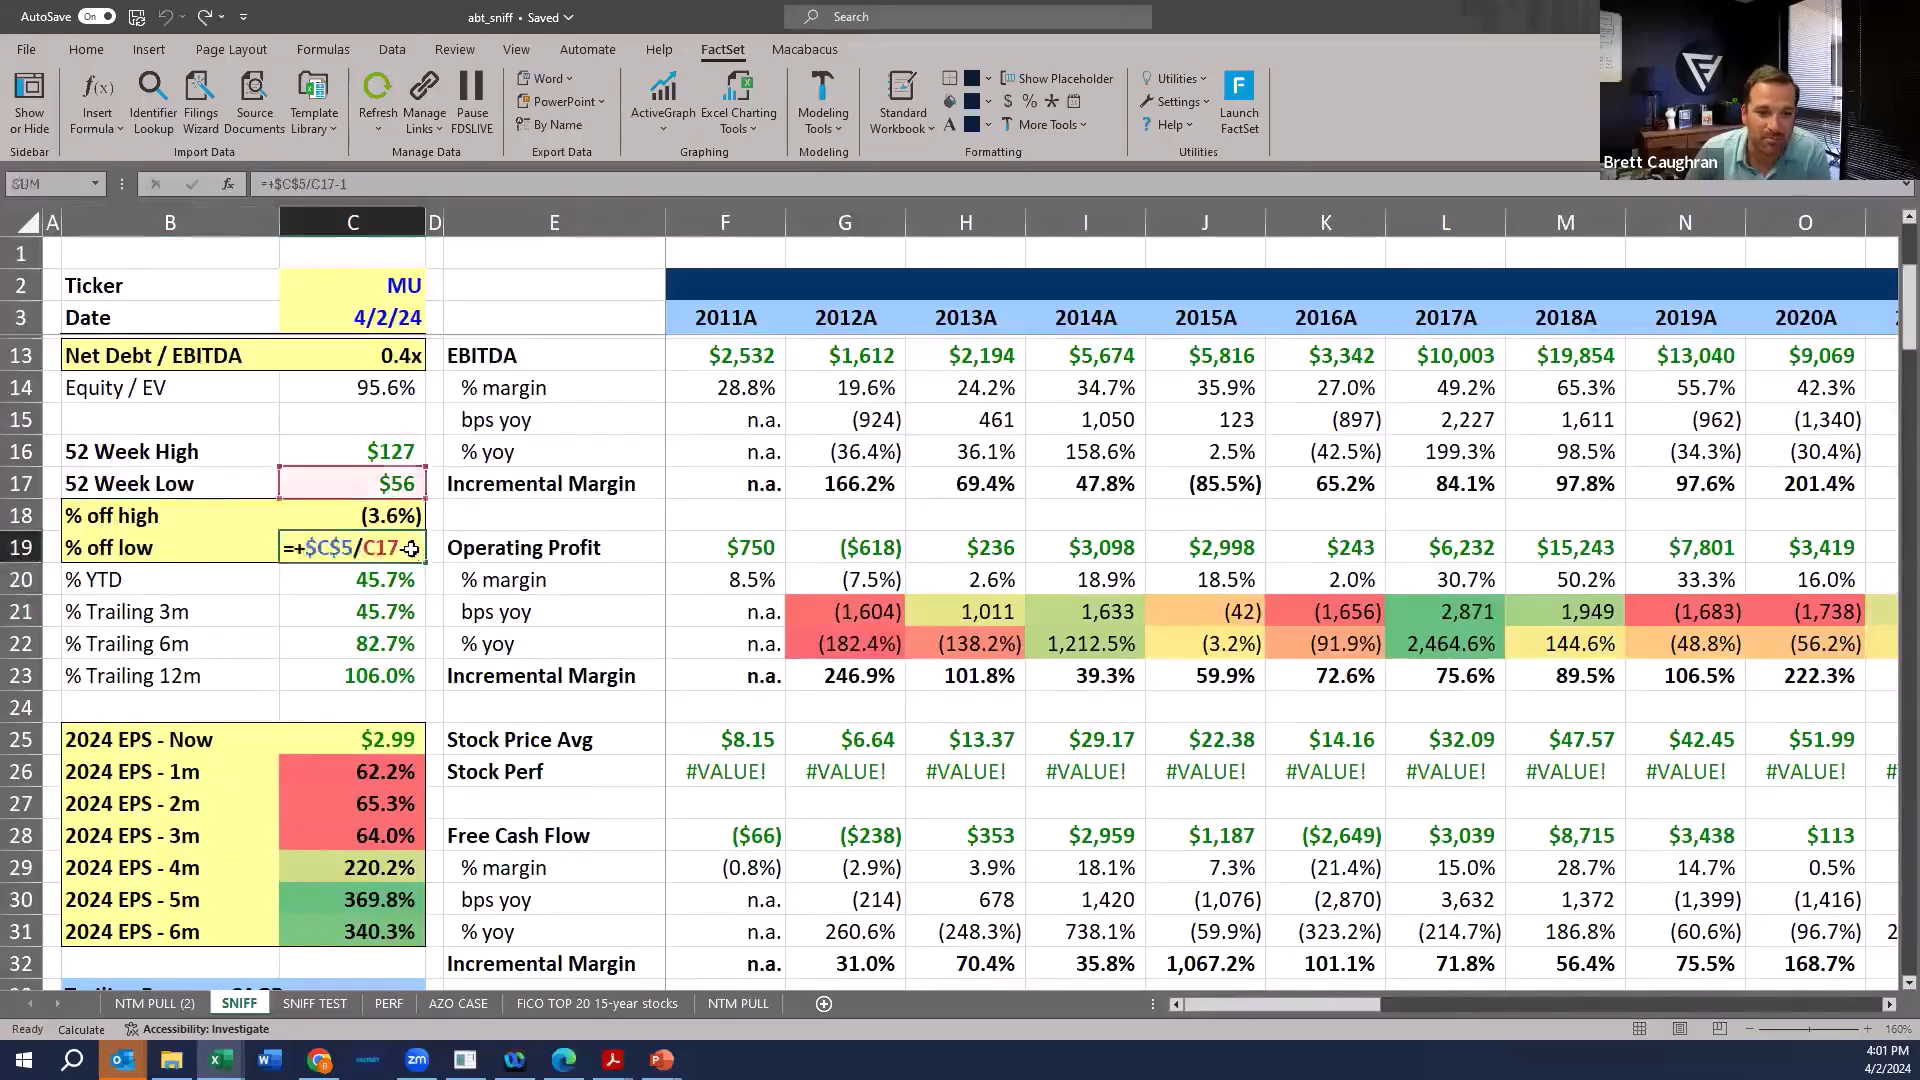 AutoSave On abt_sniff • Saved Search
File Home Insert Page Layout Formulas Data Review View Automate Help FactSet Macabacus
Show or Hide Insert Formula Identifier Lookup Filings Wizard Source Documents Template Library Refresh Manage Links Pause FDSLIVE Word PowerPoint By Name ActiveGraph Excel Charting Tools Modeling Tools Standard Workbook Show Placeholder $ % More Tools Utilities Settings Help Launch FactSet
Sidebar Import Data Manage Data Export Data Graphing Modeling Formatting Utilities
Brett Caughran
SUM fx =+$C$5/C17-1
A B C D E F G H I J K L M N O
1
2 Ticker MU
3 Date 4/2/24 2011A 2012A 2013A 2014A 2015A 2016A 2017A 2018A 2019A 2020A
13 Net Debt / EBITDA 0.4x EBITDA $2,532 $1,612 $2,194 $5,674 $5,816 $3,342 $10,003 $19,854 $13,040 $9,069
14 Equity / EV 95.6% % margin 28.8% 19.6% 24.2% 34.7% 35.9% 27.0% 49.2% 65.3% 55.7% 42.3%
15 bps yoy n.a. (924) 461 1,050 123 (897) 2,227 1,611 (962) (1,340)
16 52 Week High $127 % yoy n.a. (36.4%) 36.1% 158.6% 2.5% (42.5%) 199.3% 98.5% (34.3%) (30.4%)
17 52 Week Low $56 Incremental Margin n.a. 166.2% 69.4% 47.8% (85.5%) 65.2% 84.1% 97.8% 97.6% 201.4%
18 % off high (3.6%)
19 % off low =+$C$5/C17- Operating Profit $750 ($618) $236 $3,098 $2,998 $243 $6,232 $15,243 $7,801 $3,419
20 % YTD 45.7% % margin 8.5% (7.5%) 2.6% 18.9% 18.5% 2.0% 30.7% 50.2% 33.3% 16.0%
21 % Trailing 3m 45.7% bps yoy n.a. (1,604) 1,011 1,633 (42) (1,656) 2,871 1,949 (1,683) (1,738)
22 % Trailing 6m 82.7% % yoy n.a. (182.4%) (138.2%) 1,212.5% (3.2%) (91.9%) 2,464.6% 144.6% (48.8%) (56.2%)
23 % Trailing 12m 106.0% Incremental Margin n.a. 246.9% 101.8% 39.3% 59.9% 72.6% 75.6% 89.5% 106.5% 222.3%
24
25 2024 EPS - Now $2.99 Stock Price Avg $8.15 $6.64 $13.37 $29.17 $22.38 $14.16 $32.09 $47.57 $42.45 $51.99
26 2024 EPS - 1m 62.2% Stock Perf #VALUE! #VALUE! #VALUE! #VALUE! #VALUE! #VALUE! #VALUE! #VALUE! #VALUE! #VALUE! #
27 2024 EPS - 2m 65.3%
28 2024 EPS - 3m 64.0% Free Cash Flow ($66) ($238) $353 $2,959 $1,187 ($2,649) $3,039 $8,715 $3,438 $113
29 2024 EPS - 4m 220.2% % margin (0.8%) (2.9%) 3.9% 18.1% 7.3% (21.4%) 15.0% 28.7% 14.7% 0.5%
30 2024 EPS - 5m 369.8% bps yoy n.a. (214) 678 1,420 (1,076) (2,870) 3,632 1,372 (1,399) (1,416)
31 2024 EPS - 6m 340.3% % yoy n.a. 260.6% (248.3%) 738.1% (59.9%) (323.2%) (214.7%) 186.8% (60.6%) (96.7%) 2
32 Incremental Margin n.a. 31.0% 70.4% 35.8% 1,067.2% 101.1% 71.8% 56.4% 75.5% 168.7%
NTM PULL (2) SNIFF SNIFF TEST PERF AZO CASE FICO TOP 20 15-year stocks NTM PULL
Ready Calculate Accessibility: Investigate 160%
4:01 PM
4/2/2024